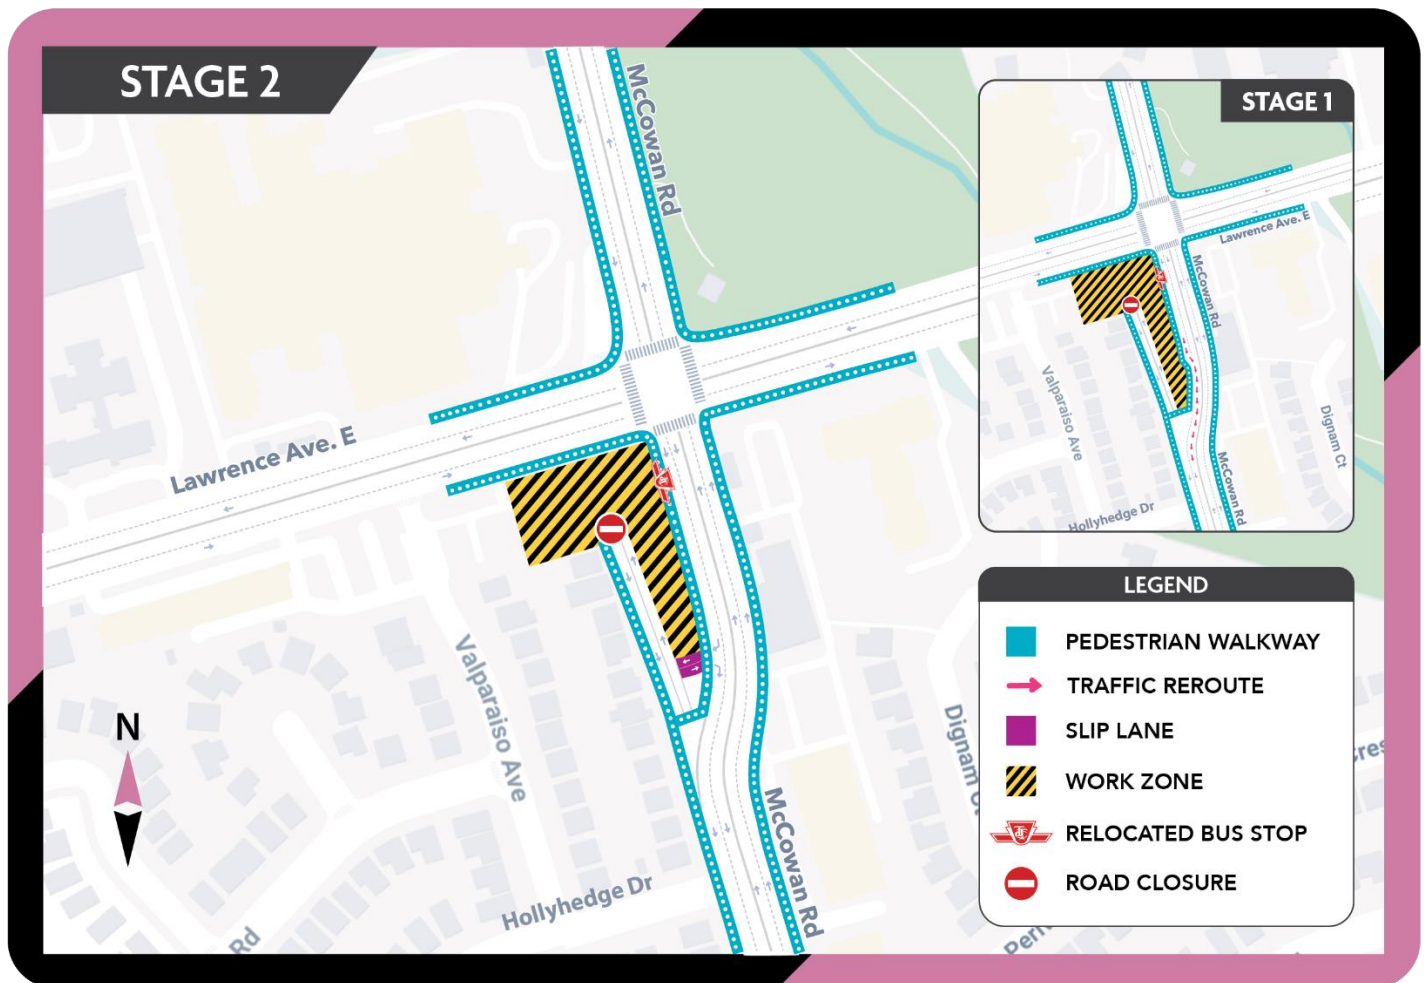 STAGE 2
McCowan Rd
Lawrence Ave. E
Valparaiso Ave
Hollyhedge Dr
Rd
McCowan Rd
Dignam
N
STAGE 1
Lawrence Ave. E
McCowan Rd
Valparaiso Ave
Dignam Ct
McCowan Rd
Hollyhedge Dr
LEGEND
PEDESTRIAN WALKWAY
TRAFFIC REROUTE
SLIP LANE
WORK ZONE
RELOCATED BUS STOP
ROAD CLOSURE